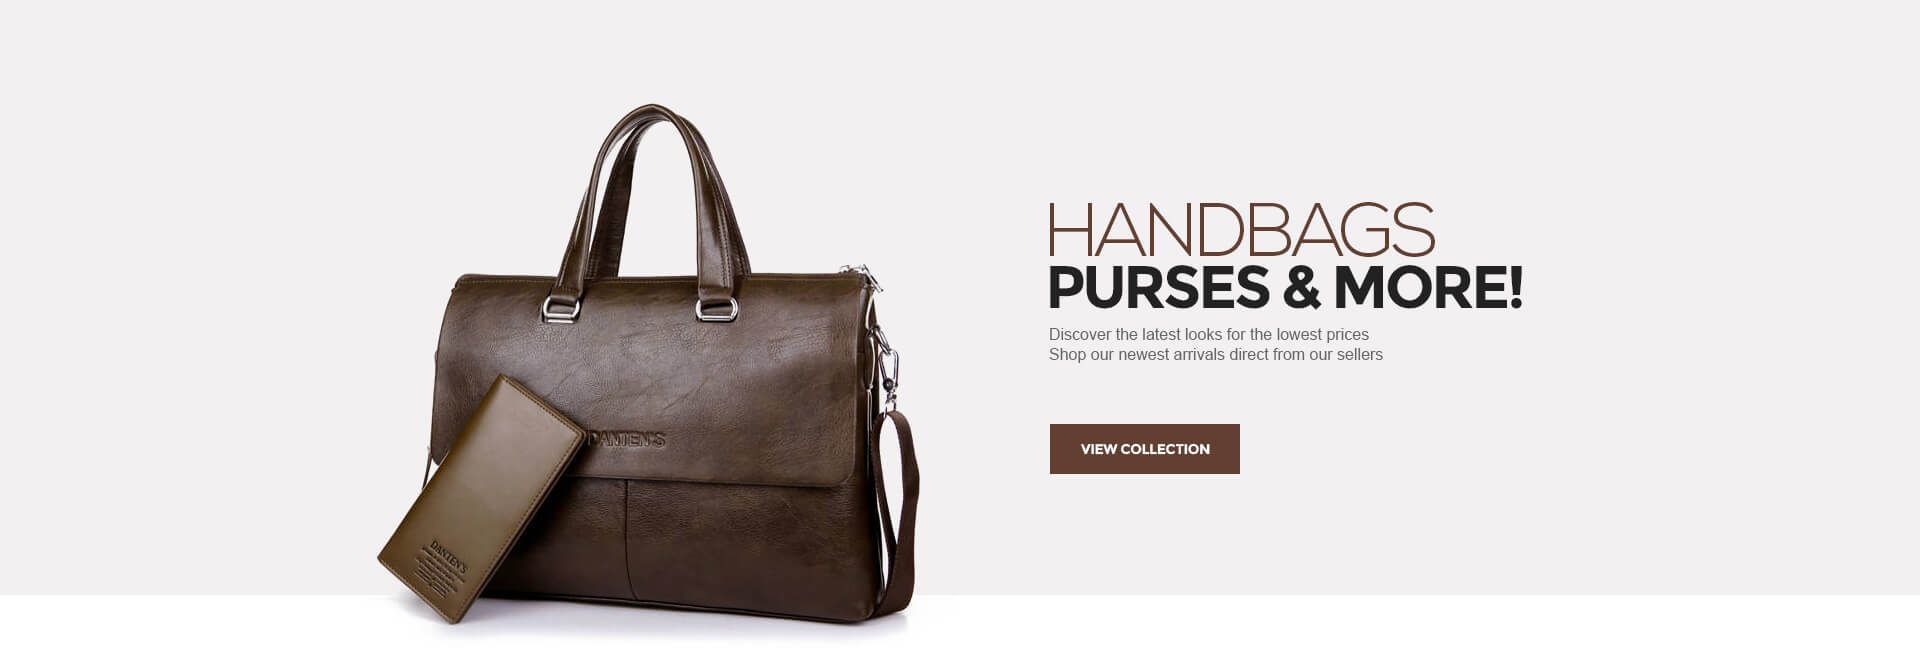 HANDBAGS
PURSES & MORE!
Discover the latest looks for the lowest prices
Shop our newest arrivals direct from our sellers
VIEW COLLECTION
DANTEN'S
DANTEN'S